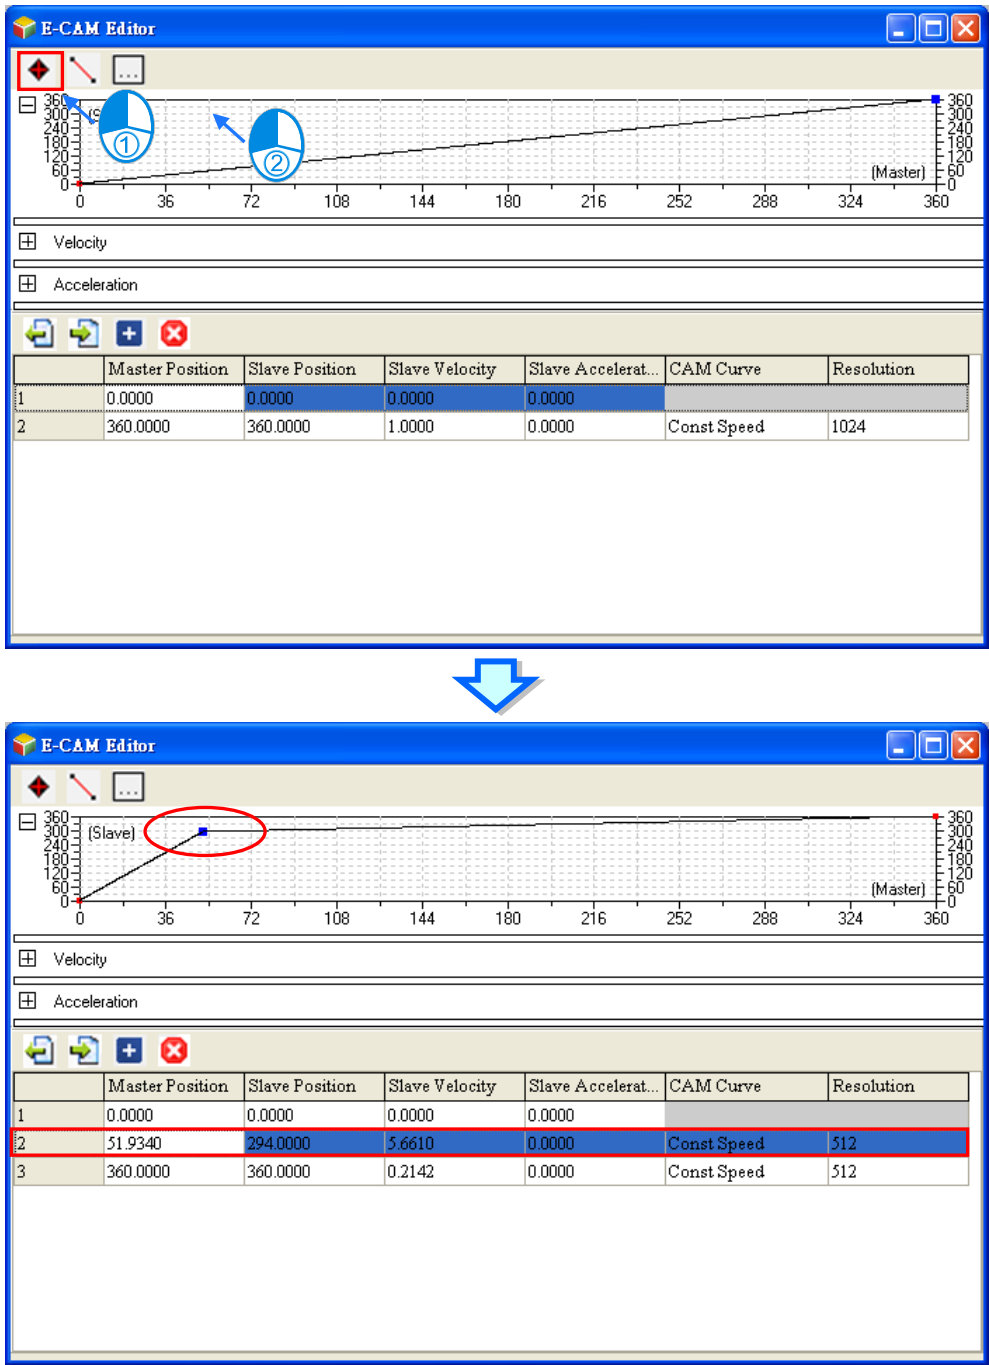 E-CAM Editor
...
360 360
300 (S 300
240 240
180 180
120 120
60 (Master) 60
0 0
0 36 72 108 144 180 216 252 288 324 360
① ②
Velocity
Acceleration
Master Position Slave Position Slave Velocity Slave Accelerat... CAM Curve Resolution
1 0.0000 0.0000 0.0000 0.0000
2 360.0000 360.0000 1.0000 0.0000 Const Speed 1024
E-CAM Editor
...
360 360
300 (Slave) 300
240 240
180 180
120 120
60 (Master) 60
0 0
0 36 72 108 144 180 216 252 288 324 360
Velocity
Acceleration
Master Position Slave Position Slave Velocity Slave Accelerat... CAM Curve Resolution
1 0.0000 0.0000 0.0000 0.0000
2 51.9340 294.0000 5.6610 0.0000 Const Speed 512
3 360.0000 360.0000 0.2142 0.0000 Const Speed 512